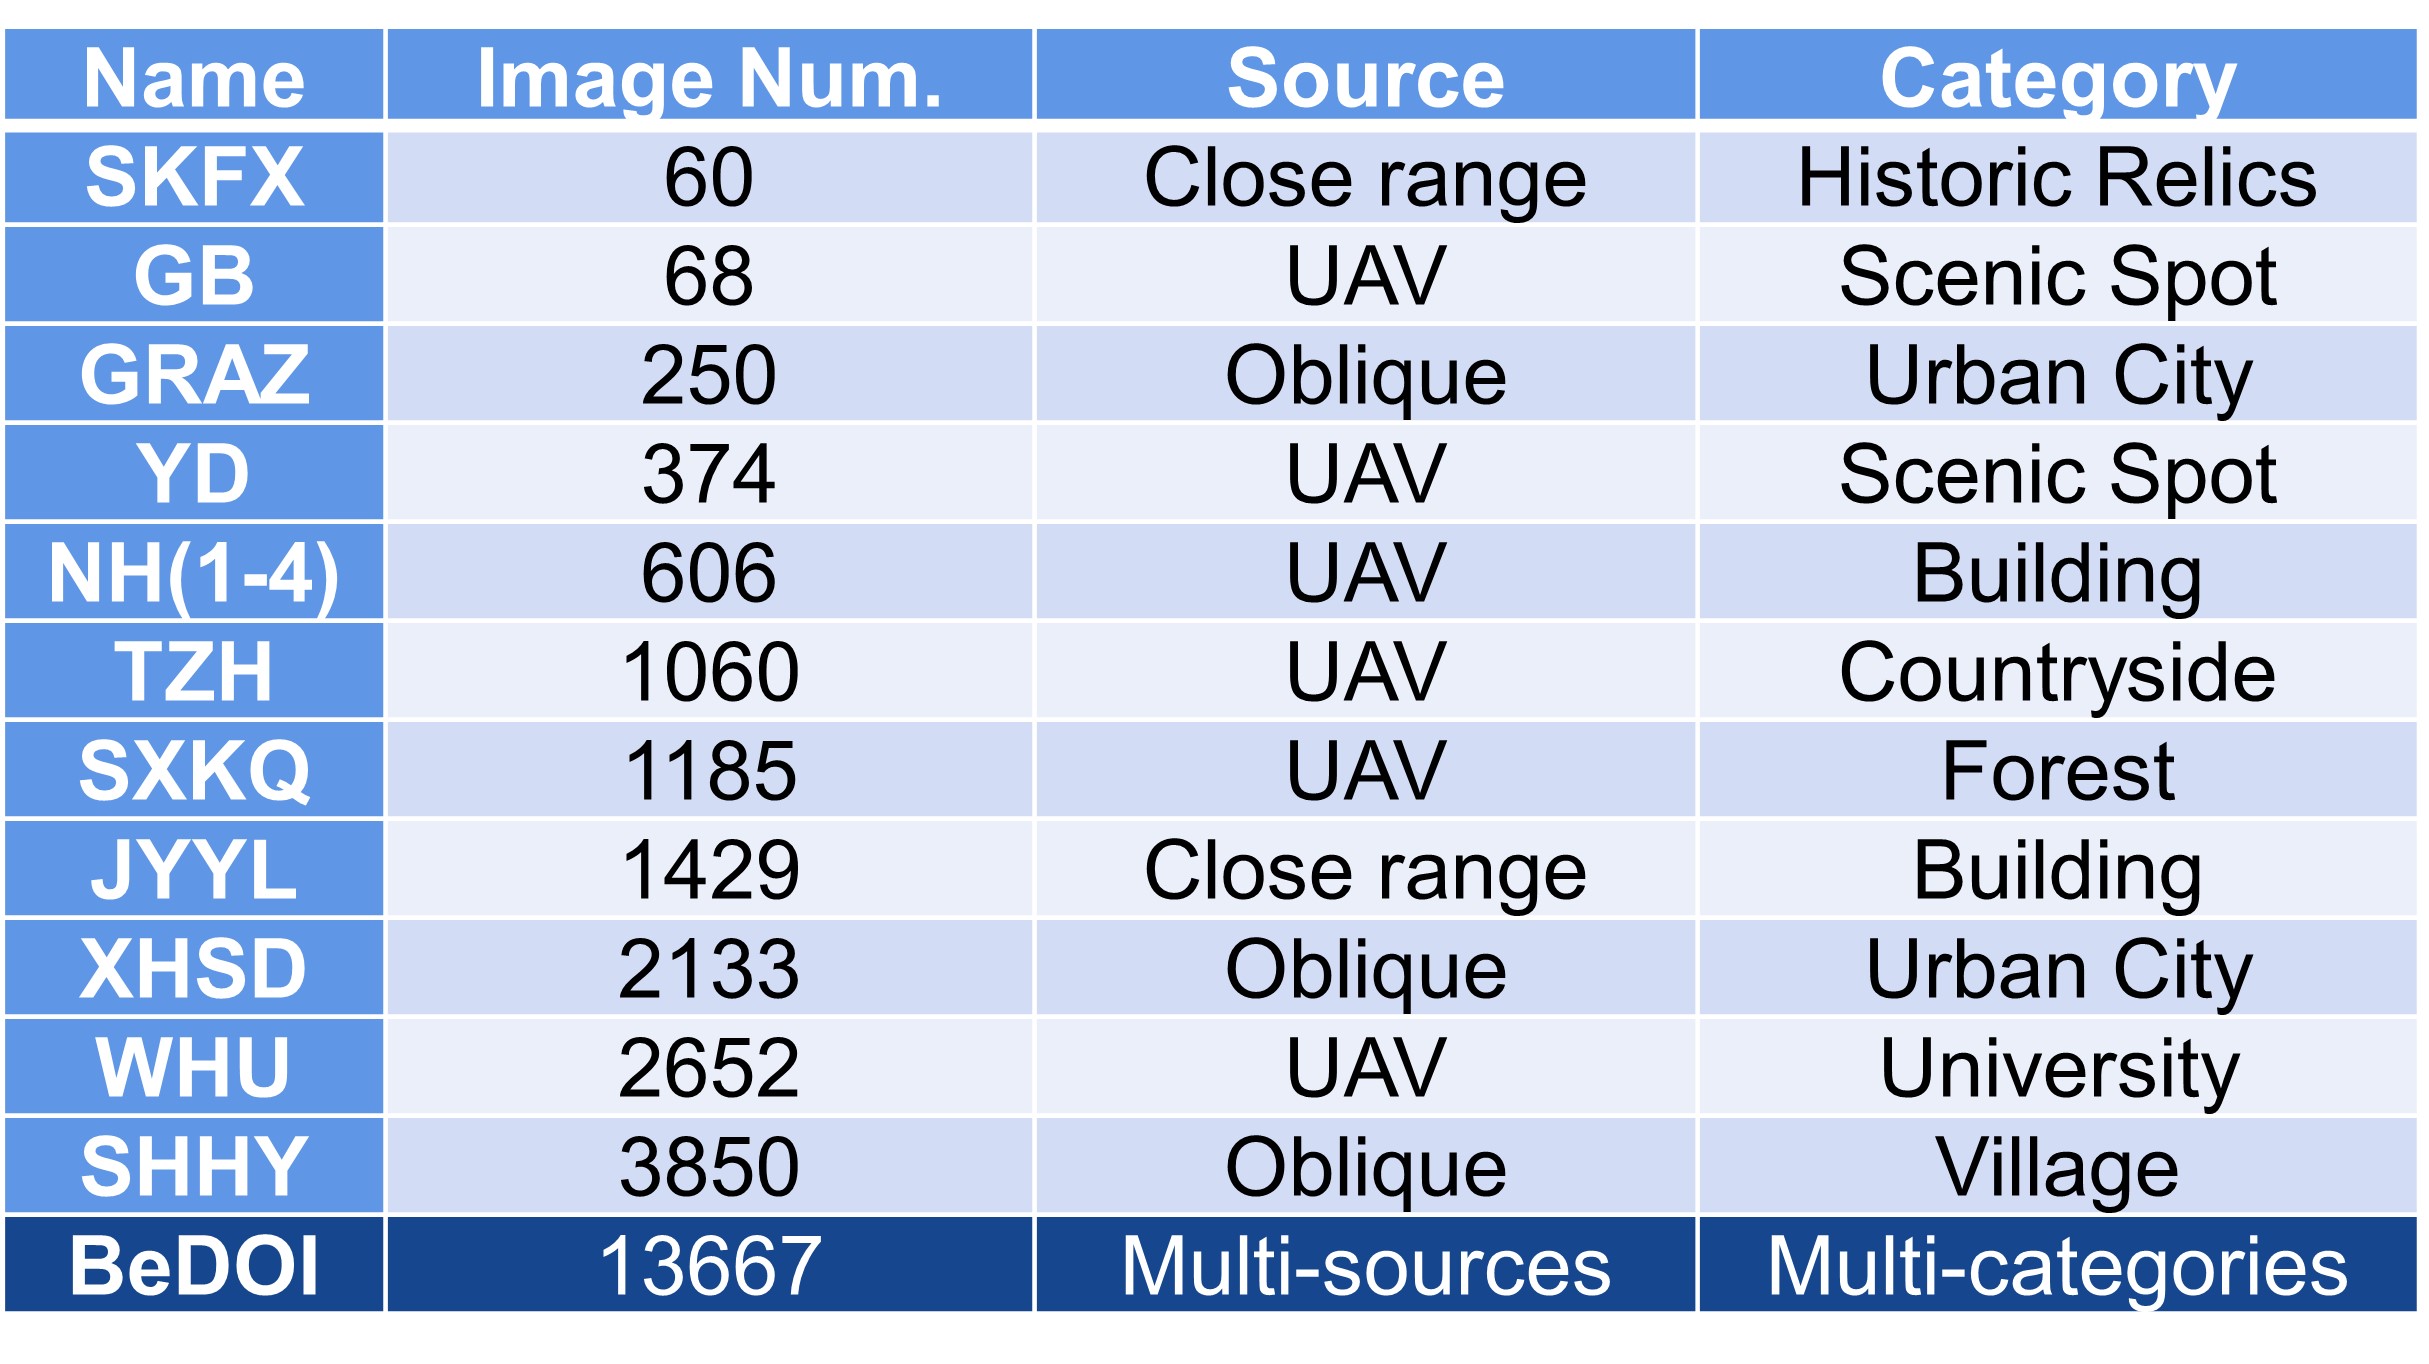 Name Image Num. Source Category
SKFX 60 Close range Historic Relics
GB 68 UAV Scenic Spot
GRAZ 250 Oblique Urban City
YD 374 UAV Scenic Spot
NH(1-4) 606 UAV Building
TZH 1060 UAV Countryside
SXKQ 1185 UAV Forest
JYYL 1429 Close range Building
XHSD 2133 Oblique Urban City
WHU 2652 UAV University
SHHY 3850 Oblique Village
BeDOI 13667 Multi-sources Multi-categories